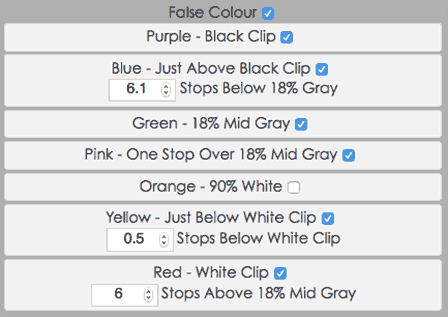 False Colour
Purple - Black Clip
Blue - Just Above Black Clip
6.1 Stops Below 18% Gray
Green - 18% Mid Gray
Pink - One Stop Over 18% Mid Gray
Orange - 90% White
Yellow - Just Below White Clip
0.5 Stops Below White Clip
Red - White Clip
6 Stops Above 18% Mid Gray